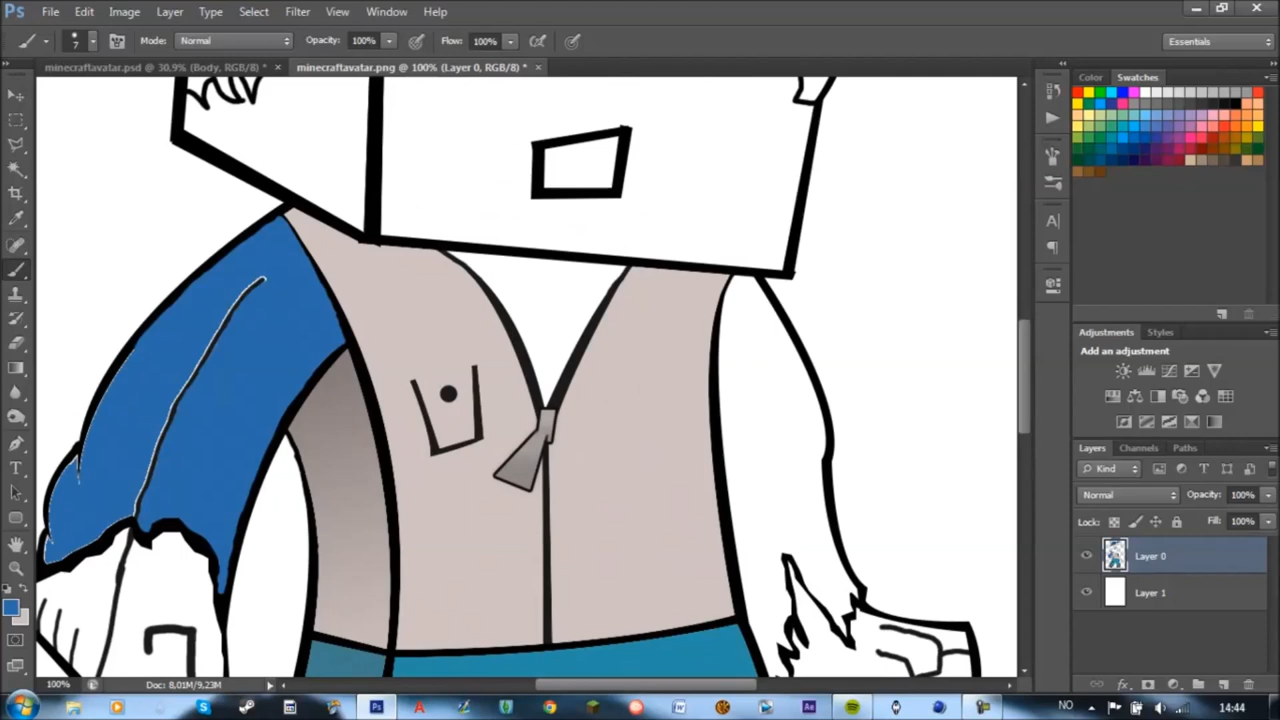 Ps File Edit Image Layer Type Select Filter View Window Help
7 Mode: Normal Opacity: 100% Flow: 100% Essentials
minecraftavatar.psd @ 30,9% (Body, RGB/8) * × minecraftavatar.png @ 100% (Layer 0, RGB/8) * ×
Color Swatches
Adjustments Styles
Add an adjustment
Layers Channels Paths
Kind
Normal Opacity: 100%
Lock: Fill: 100%
Layer 0
Layer 1
100% Doc: 8,01M/9,23M
NO 14:44